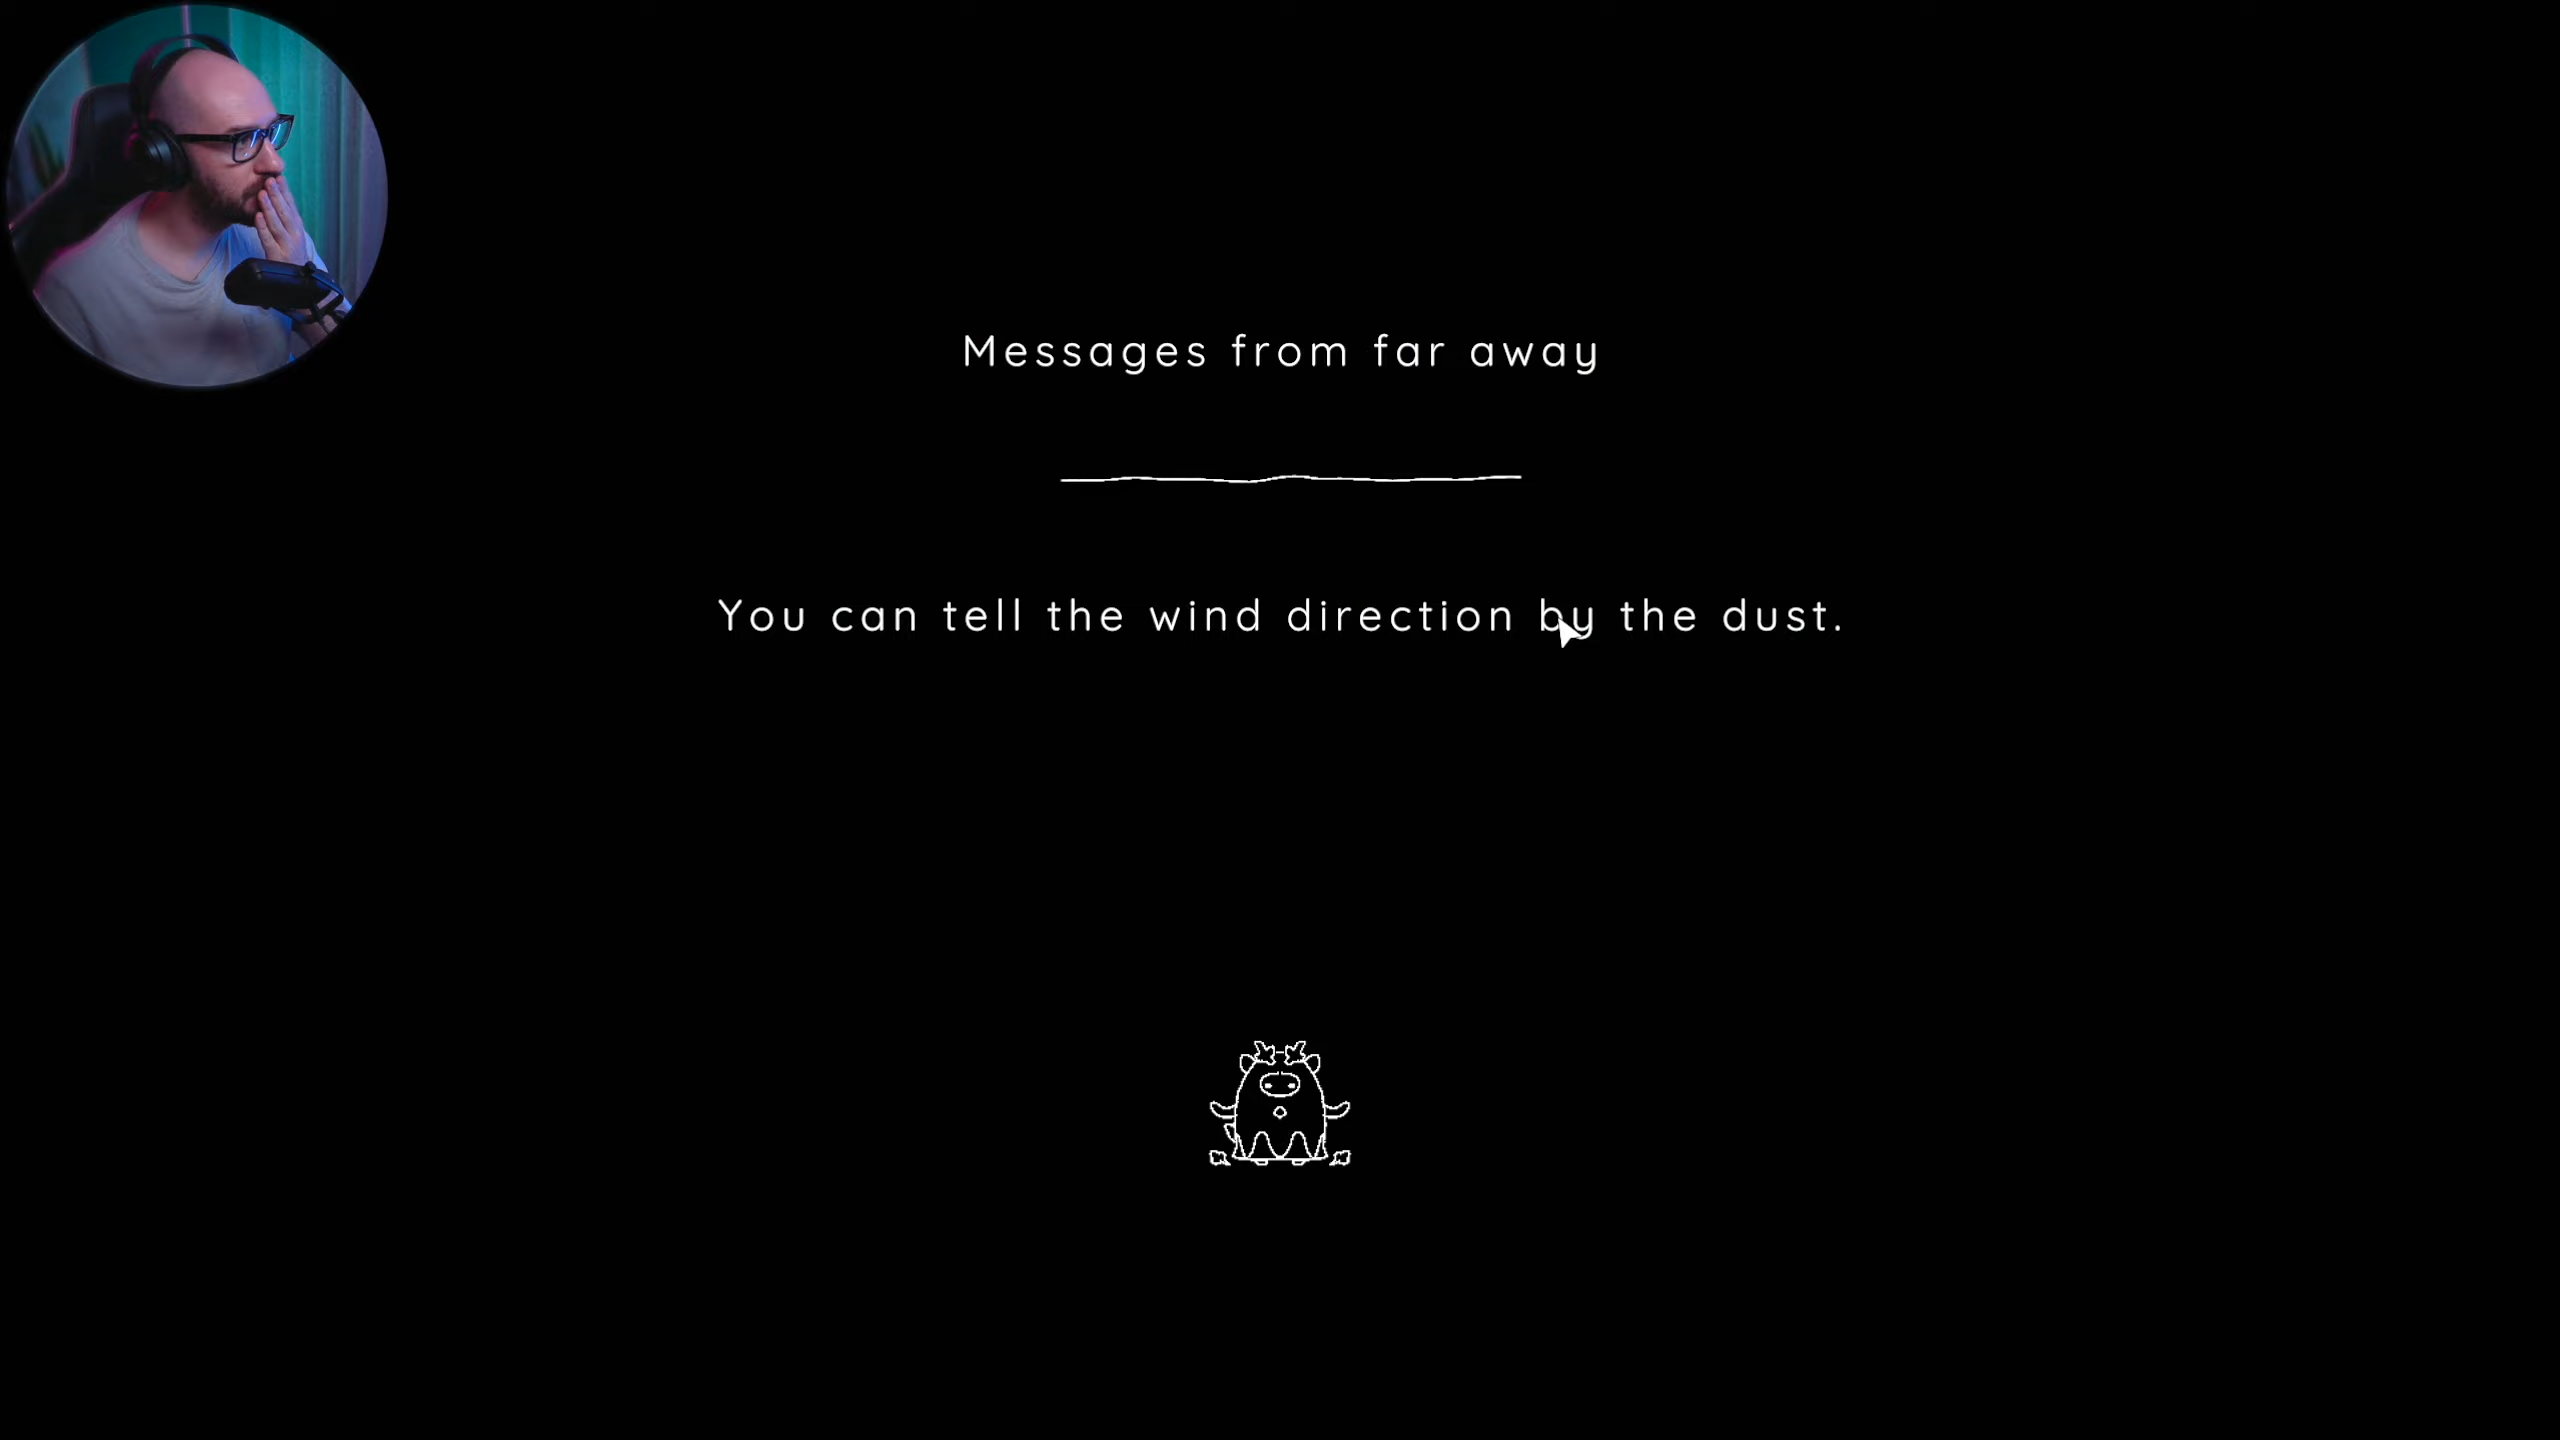 Messages from far away
You can tell the wind direction by the dust.